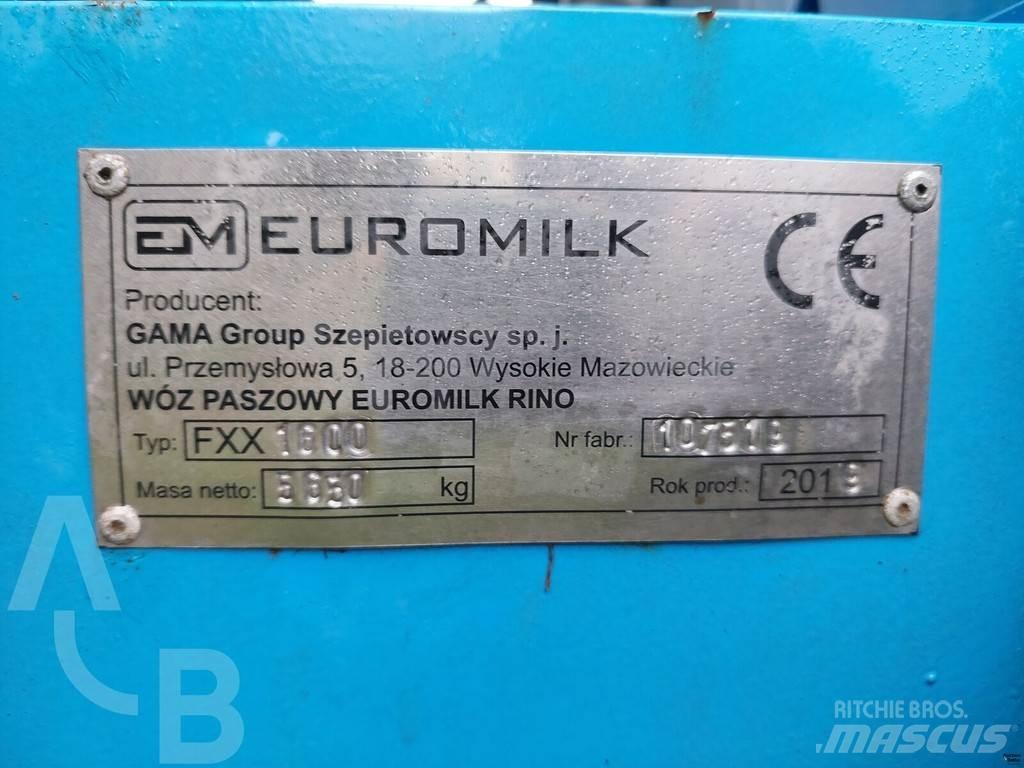 EM EUROMILK CE
Producent:
GAMA Group Szepietowscy sp. j.
ul. Przemysłowa 5, 18-200 Wysokie Mazowieckie
WÓZ PASZOWY EUROMILK RINO
Typ: FXX 1600 Nr fabr.:
Masa netto: kg Rok prod.: 2019
A
B
RITCHIE BROS.
MASCUS